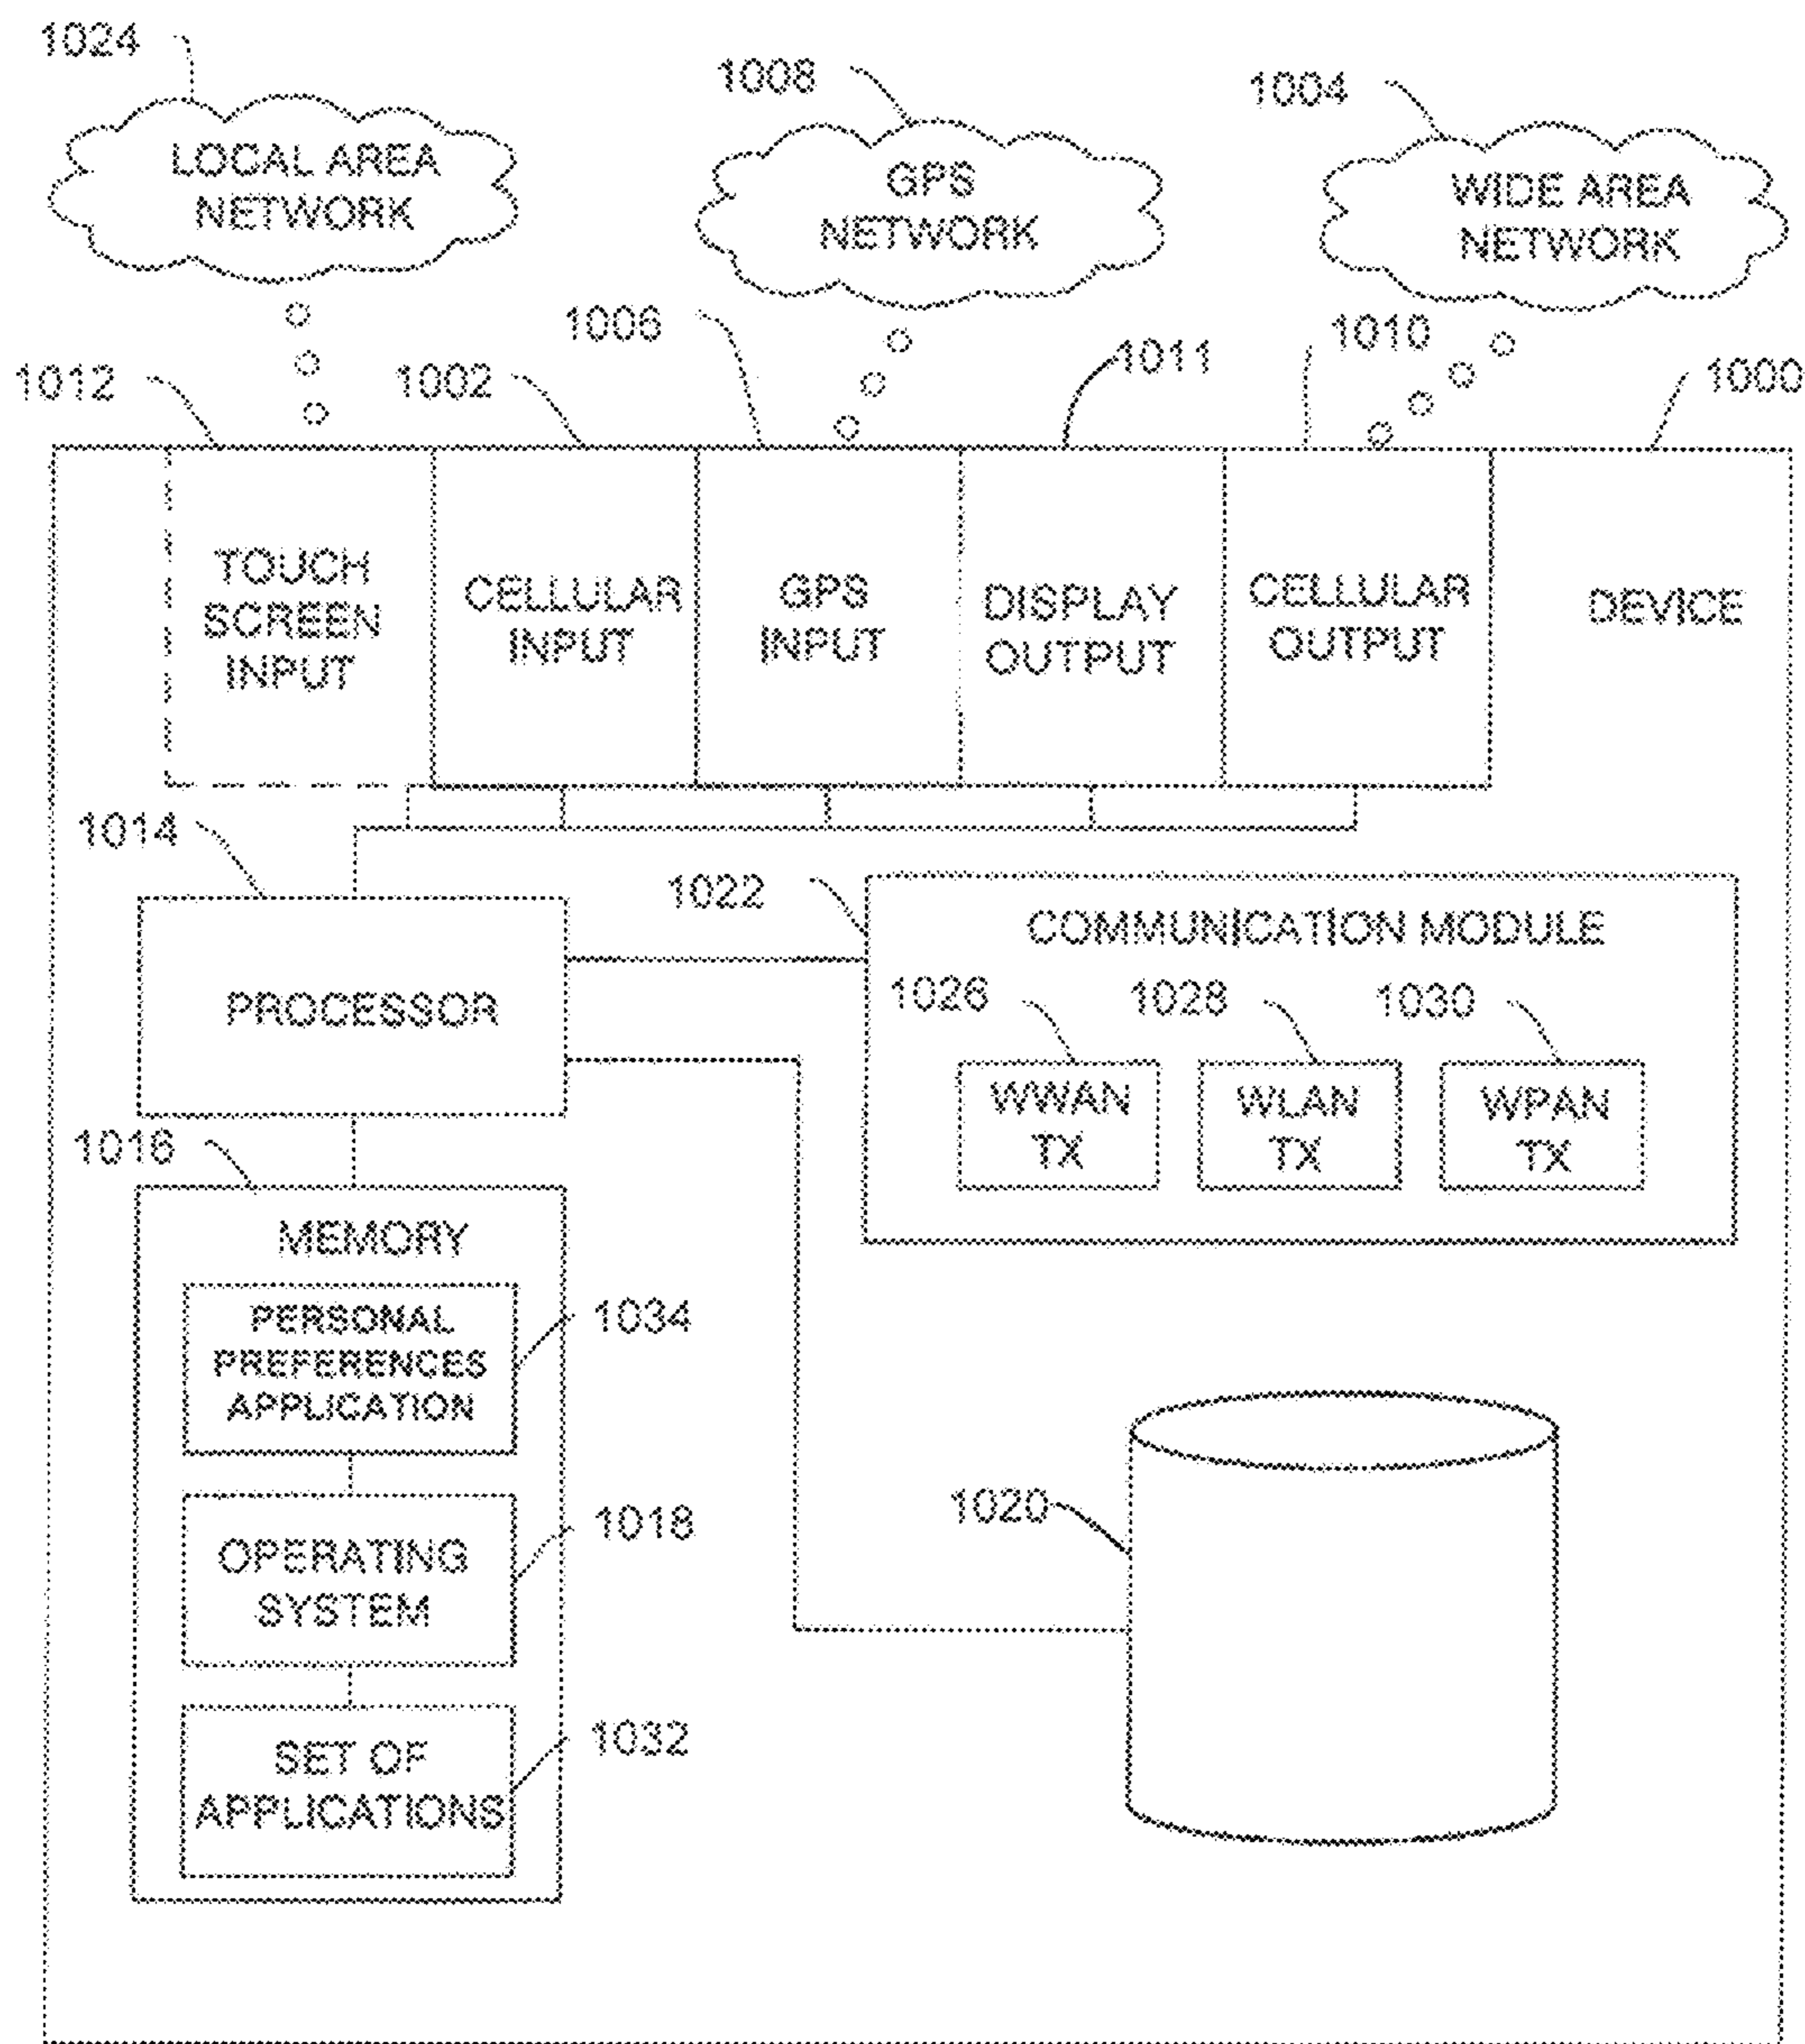 1024
1008
1004
LOCAL AREA
NETWORK
GPS
NETWORK
WIDE AREA
NETWORK
1006
1010
1011
1012
1002
1000
TOUCH
SCREEN
INPUT
CELLULAR
INPUT
GPS
INPUT
DISPLAY
OUTPUT
CELLULAR
OUTPUT
DEVICE
1014
1022
COMMUNICATION MODULE
PROCESSOR
1026
1028
1030
WWAN
TX
WLAN
TX
WPAN
TX
1016
MEMORY
PERSONAL
PREFERENCES
APPLICATION
1034
OPERATING
SYSTEM
1018
1020
SET OF
APPLICATIONS
1032